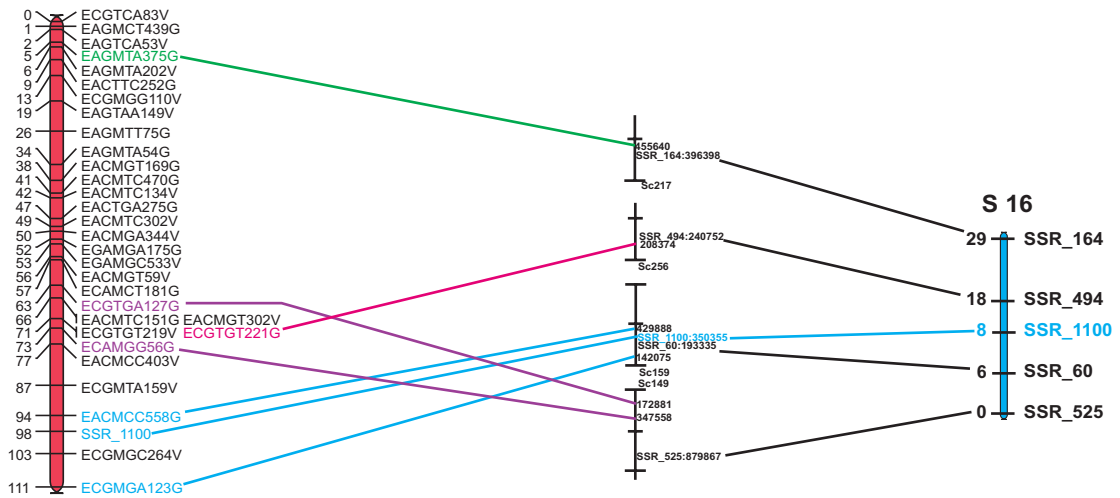 0 ECGTCA83V
1 EAGMCT439G
2 EAGTCA53V
5 EAGMTA375G
6 EAGMTA202V
9 EACTTC252G
13 ECGMGG110V
19 EAGTAA149V
26 EAGMTT75G
34 EAGMTA54G
38 EACMGT169G
41 EACMTC470G
42 EACMTC134V
47 EACTGA275G
49 EACMTC302V
50 EACMGA344V
52 EGAMGA175G
53 EGAMGC533V
56 EACMGT59V
57 ECAMCT181G
63 ECGTGA127G
66 EACMTC151G EACMGT302V
71 ECGTGT219V ECGTGT221G
73 ECAMGG56G
77 EACMCC403V
87 ECGMTA159V
94 EACMCC558G
98 SSR_1100
103 ECGMGC264V
111 ECGMGA123G
455640
SSR_164:396398
Sc217
SSR_494:240752
208374
Sc256
429888
SSR_1100:350355
SSR_60:193335
142075
Sc159
Sc149
172881
347558
SSR_525:879867
S 16
29 SSR_164
18 SSR_494
8 SSR_1100
6 SSR_60
0 SSR_525